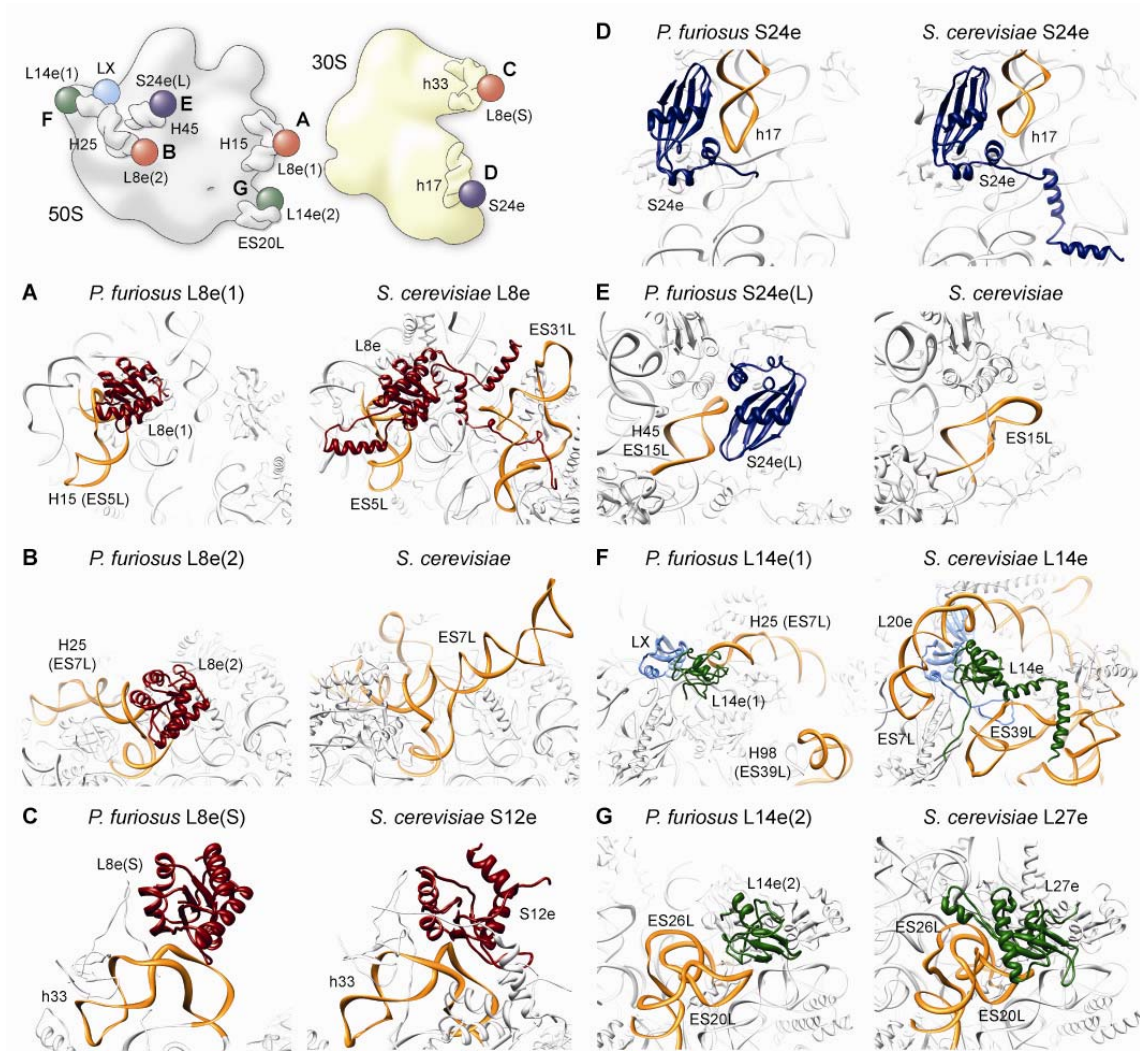 L14e(1)
LX
S24e(L)
E
F
H25
H45
B
L8e(2)
A
H15
L8e(1)
G
L14e(2)
50S
ES20L
30S
h33
C
L8e(S)
h17
D
S24e
D P. furiosus S24e S. cerevisiae S24e
h17
S24e
h17
S24e
A P. furiosus L8e(1) S. cerevisiae L8e
L8e(1)
H15 (ES5L)
L8e
ES31L
ES5L
E P. furiosus S24e(L) S. cerevisiae
H45
ES15L
S24e(L)
ES15L
B P. furiosus L8e(2) S. cerevisiae
H25
(ES7L)
L8e(2)
ES7L
F P. furiosus L14e(1) S. cerevisiae L14e
H25 (ES7L)
LX
L14e(1)
H98
(ES39L)
L20e
L14e
ES7L
ES39L
C P. furiosus L8e(S) S. cerevisiae S12e
L8e(S)
h33
S12e
h33
G P. furiosus L14e(2) S. cerevisiae L27e
L14e(2)
ES26L
ES20L
L27e
ES26L
ES20L